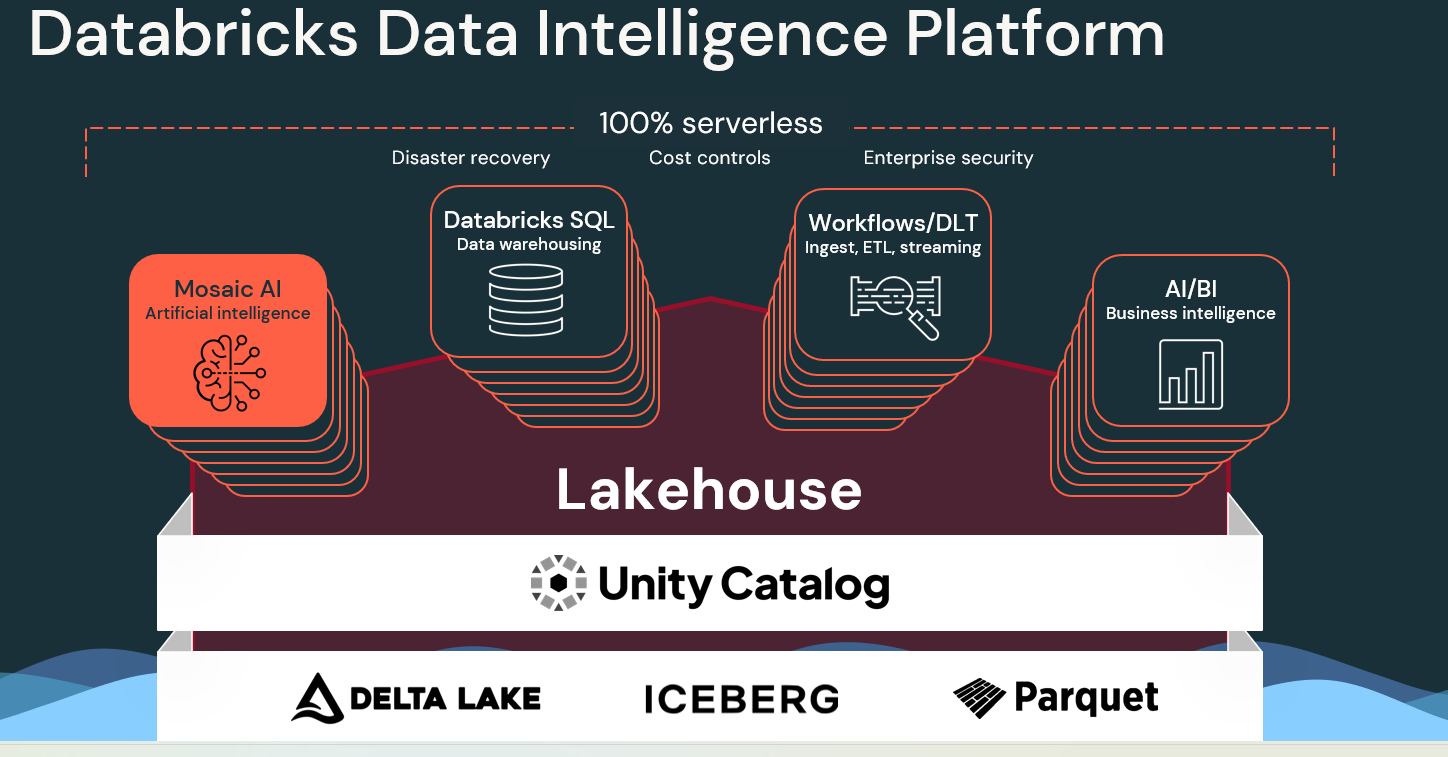 Databricks Data Intelligence Platform
100% serverless
Disaster recovery
Cost controls
Enterprise security
Databricks SQL
Data warehousing
Workflows/DLT
Ingest, ETL, streaming
Mosaic AI
Artificial intelligence
AI/BI
Business intelligence
Lakehouse
Unity Catalog
DELTA LAKE
ICEBERG
Parquet